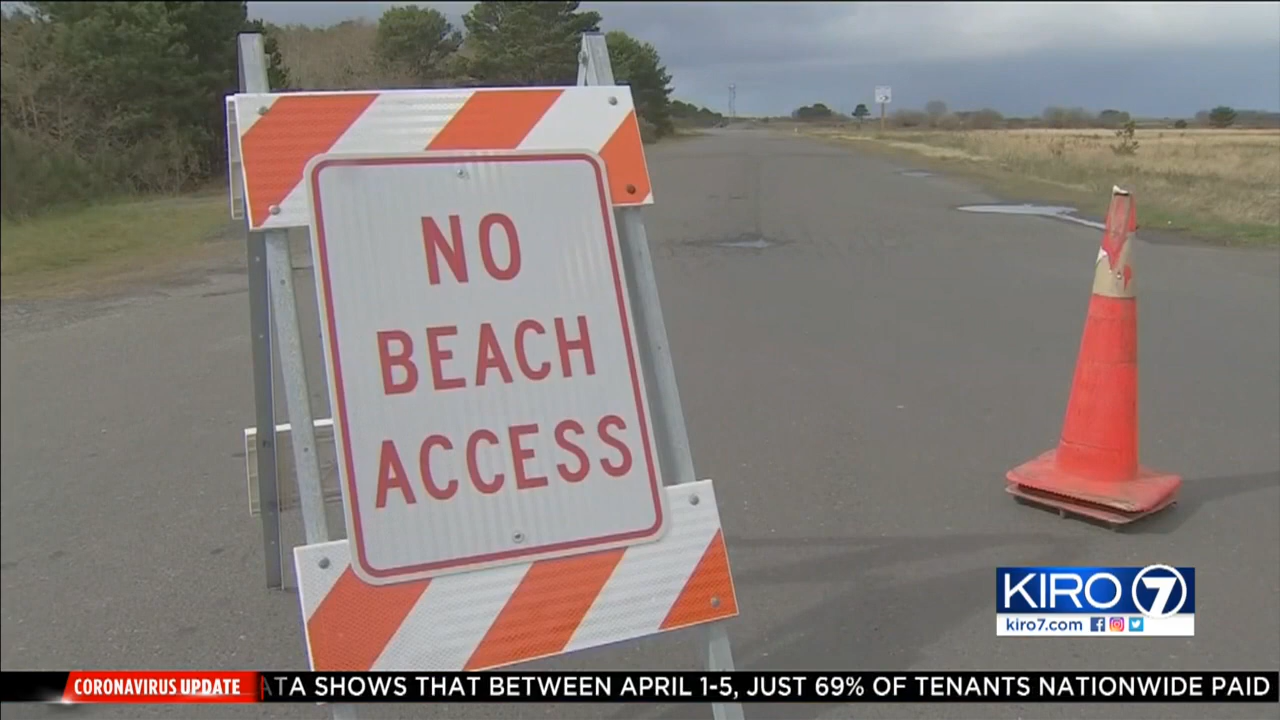 NO
BEACH
ACCESS
KIRO 7
kiro7.com
CORONAVIRUS UPDATE
ATA SHOWS THAT BETWEEN APRIL 1-5, JUST 69% OF TENANTS NATIONWIDE PAID